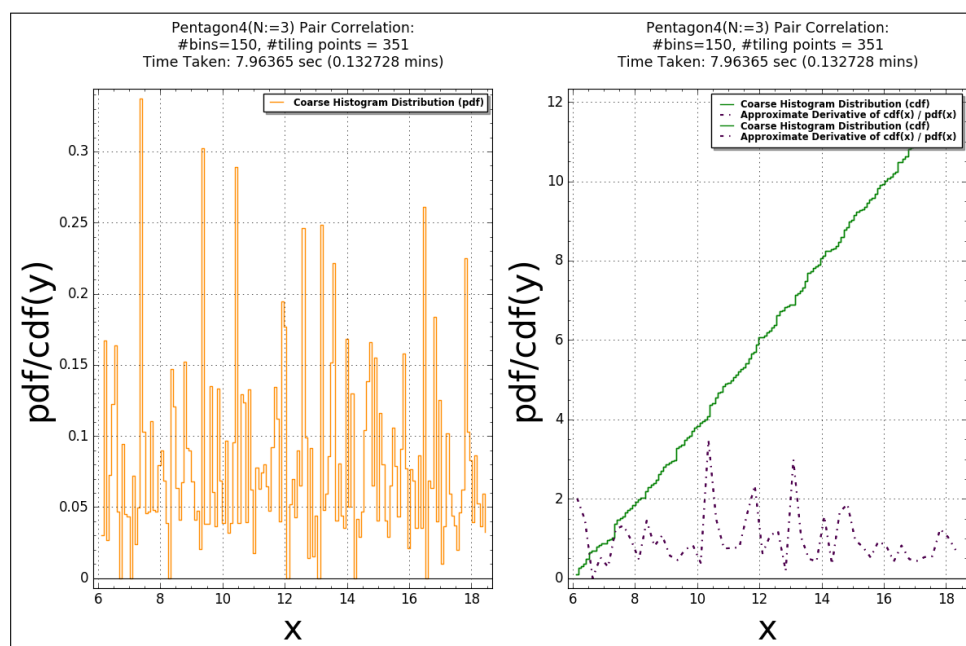 Pentagon4(N:=3) Pair Correlation:
#bins=150, #tiling points = 351
Time Taken: 7.96365 sec (0.132728 mins)
Coarse Histogram Distribution (pdf)
pdf/cdf(y)
0.3
0.25
0.2
0.15
0.1
0.05
0
6
8
10
12
14
16
18
x
Pentagon4(N:=3) Pair Correlation:
#bins=150, #tiling points = 351
Time Taken: 7.96365 sec (0.132728 mins)
Coarse Histogram Distribution (cdf)
Approximate Derivative of cdf(x) / pdf(x)
Coarse Histogram Distribution (cdf)
Approximate Derivative of cdf(x) / pdf(x)
pdf/cdf(y)
12
10
8
6
4
2
0
6
8
10
12
14
16
18
x